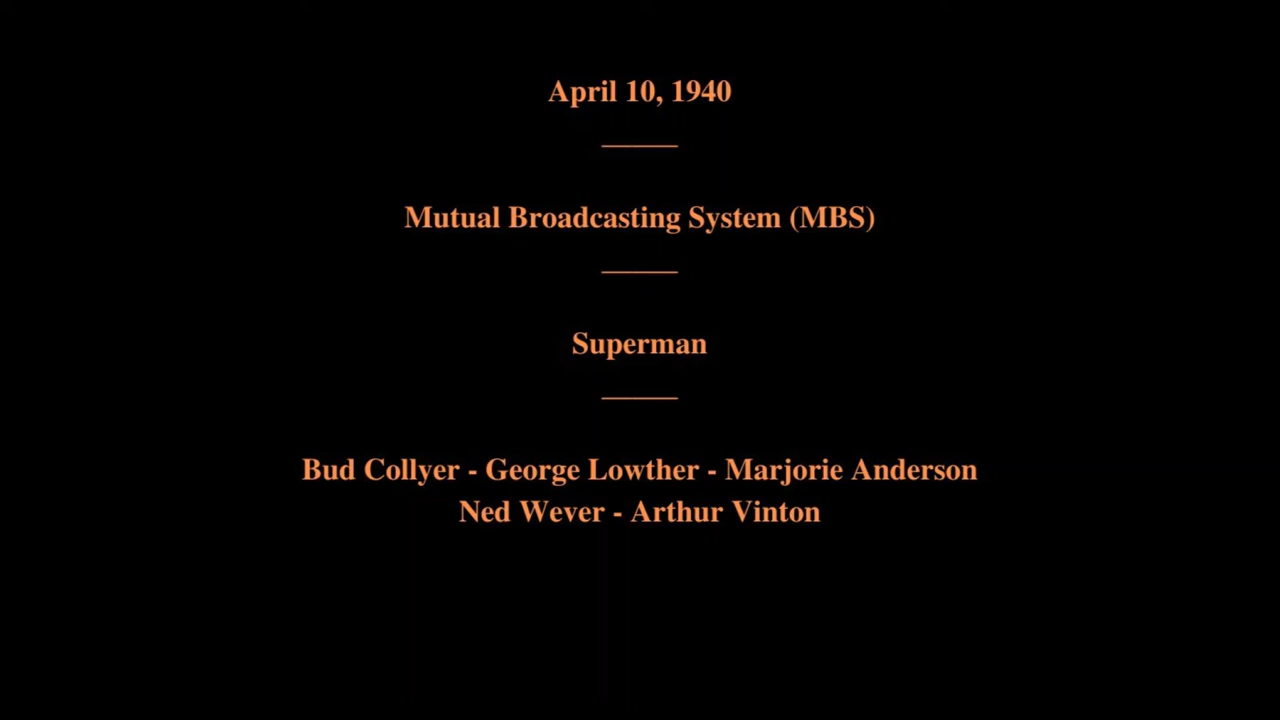 April 10, 1940
Mutual Broadcasting System (MBS)
Superman
Bud Collyer - George Lowther - Marjorie Anderson
Ned Wever - Arthur Vinton